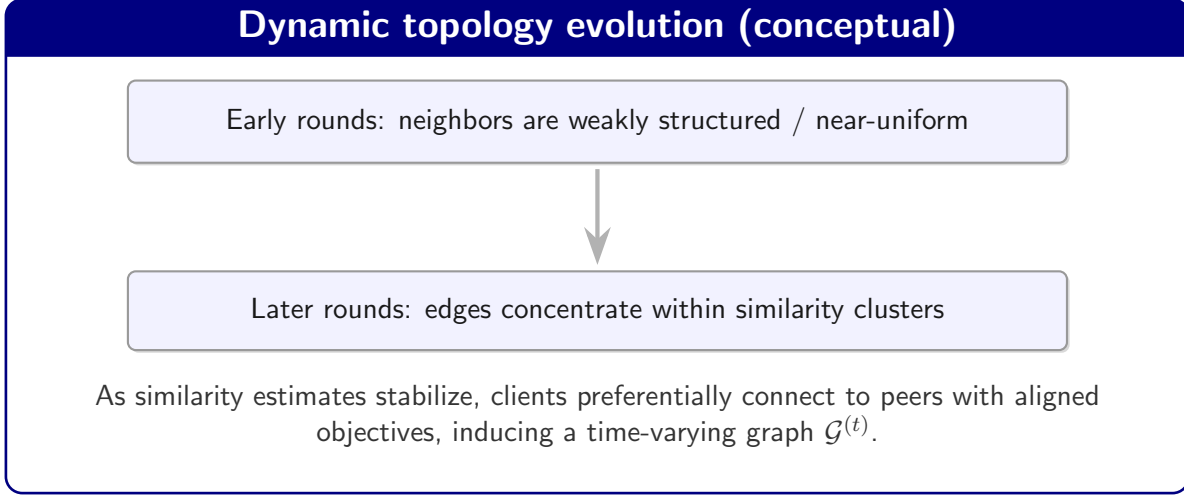 Dynamic topology evolution (conceptual)
Early rounds: neighbors are weakly structured / near-uniform
Later rounds: edges concentrate within similarity clusters
As similarity estimates stabilize, clients preferentially connect to peers with aligned
objectives, inducing a time-varying graph $\mathcal{G}^{(t)}$.